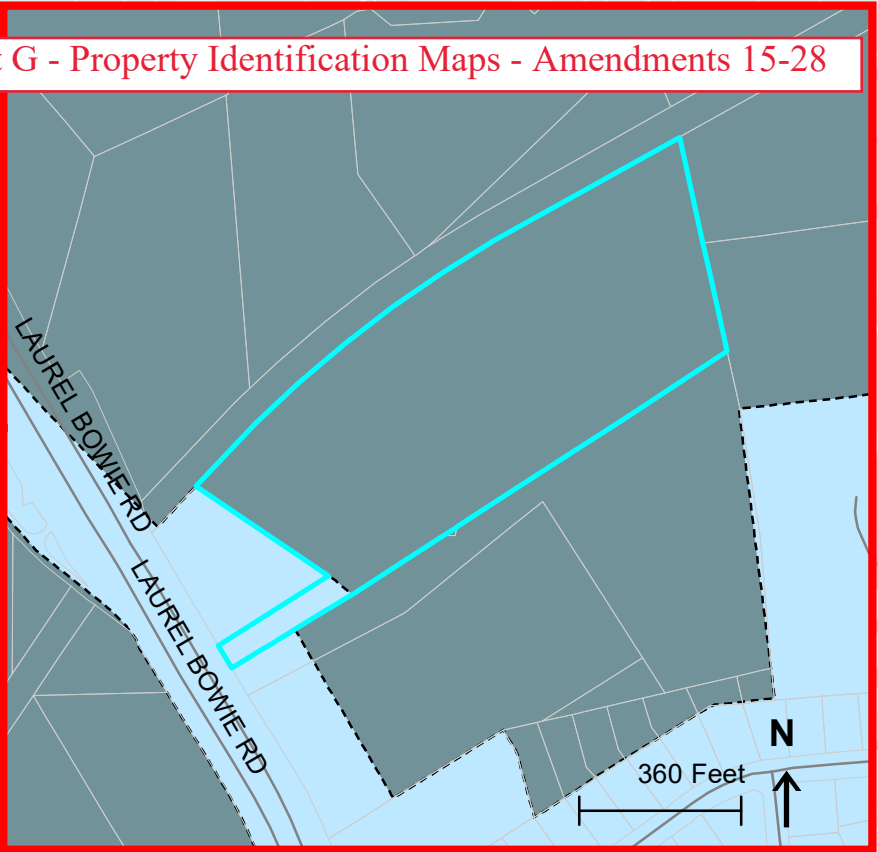 t G - Property Identification Maps - Amendments 15-28
LAUREL BOWIE RD
LAUREL BOWIE RD
N
360 Feet